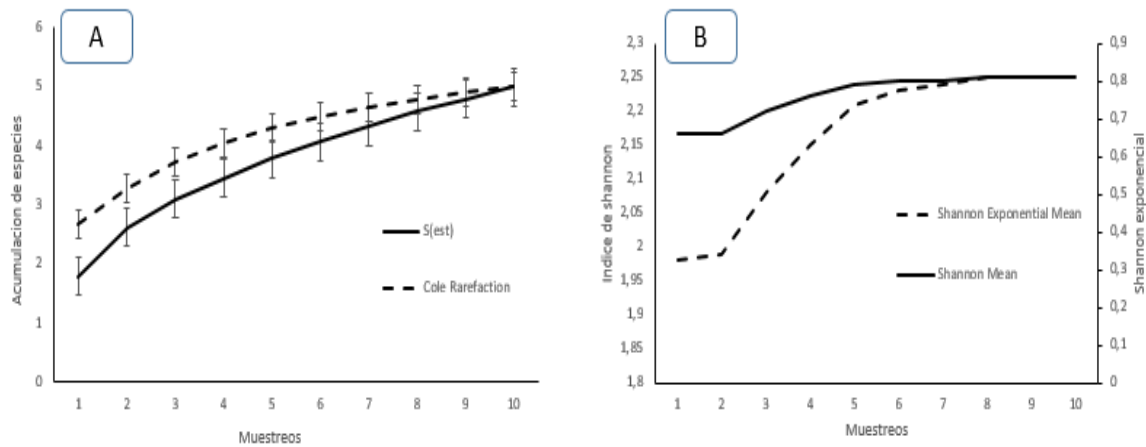 A
Acumulacion de especies
6
5
4
3
2
1
0
S(est)
Cole Rarefaction
1 2 3 4 5 6 7 8 9 10
Muestreos
B
Indice de shannon
2,3
2,25
2,2
2,15
2,1
2,05
2
1,95
1,9
1,85
1,8
Shannon Exponential Mean
Shannon Mean
0,9
0,8
0,7
0,6
0,5
0,4
0,3
0,2
0,1
0
Shannon exponencial
1 2 3 4 5 6 7 8 9 10
Muestreos